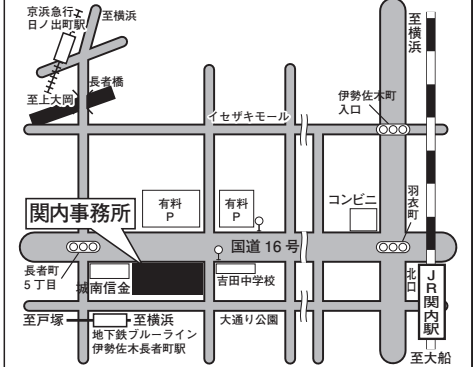 京浜急行
日ノ出町駅
至横浜
至横浜
長者橋
至上大岡
伊勢佐木町
入口
イセザキモール
有料
P
有料
P
コンビニ
羽衣町
関内事務所
国道16号
長者町
5丁目
城南信金
吉田中学校
北口
JR関内駅
至戸塚
至横浜
大通り公園
地下鉄ブルーライン
伊勢佐木長者町駅
至大船